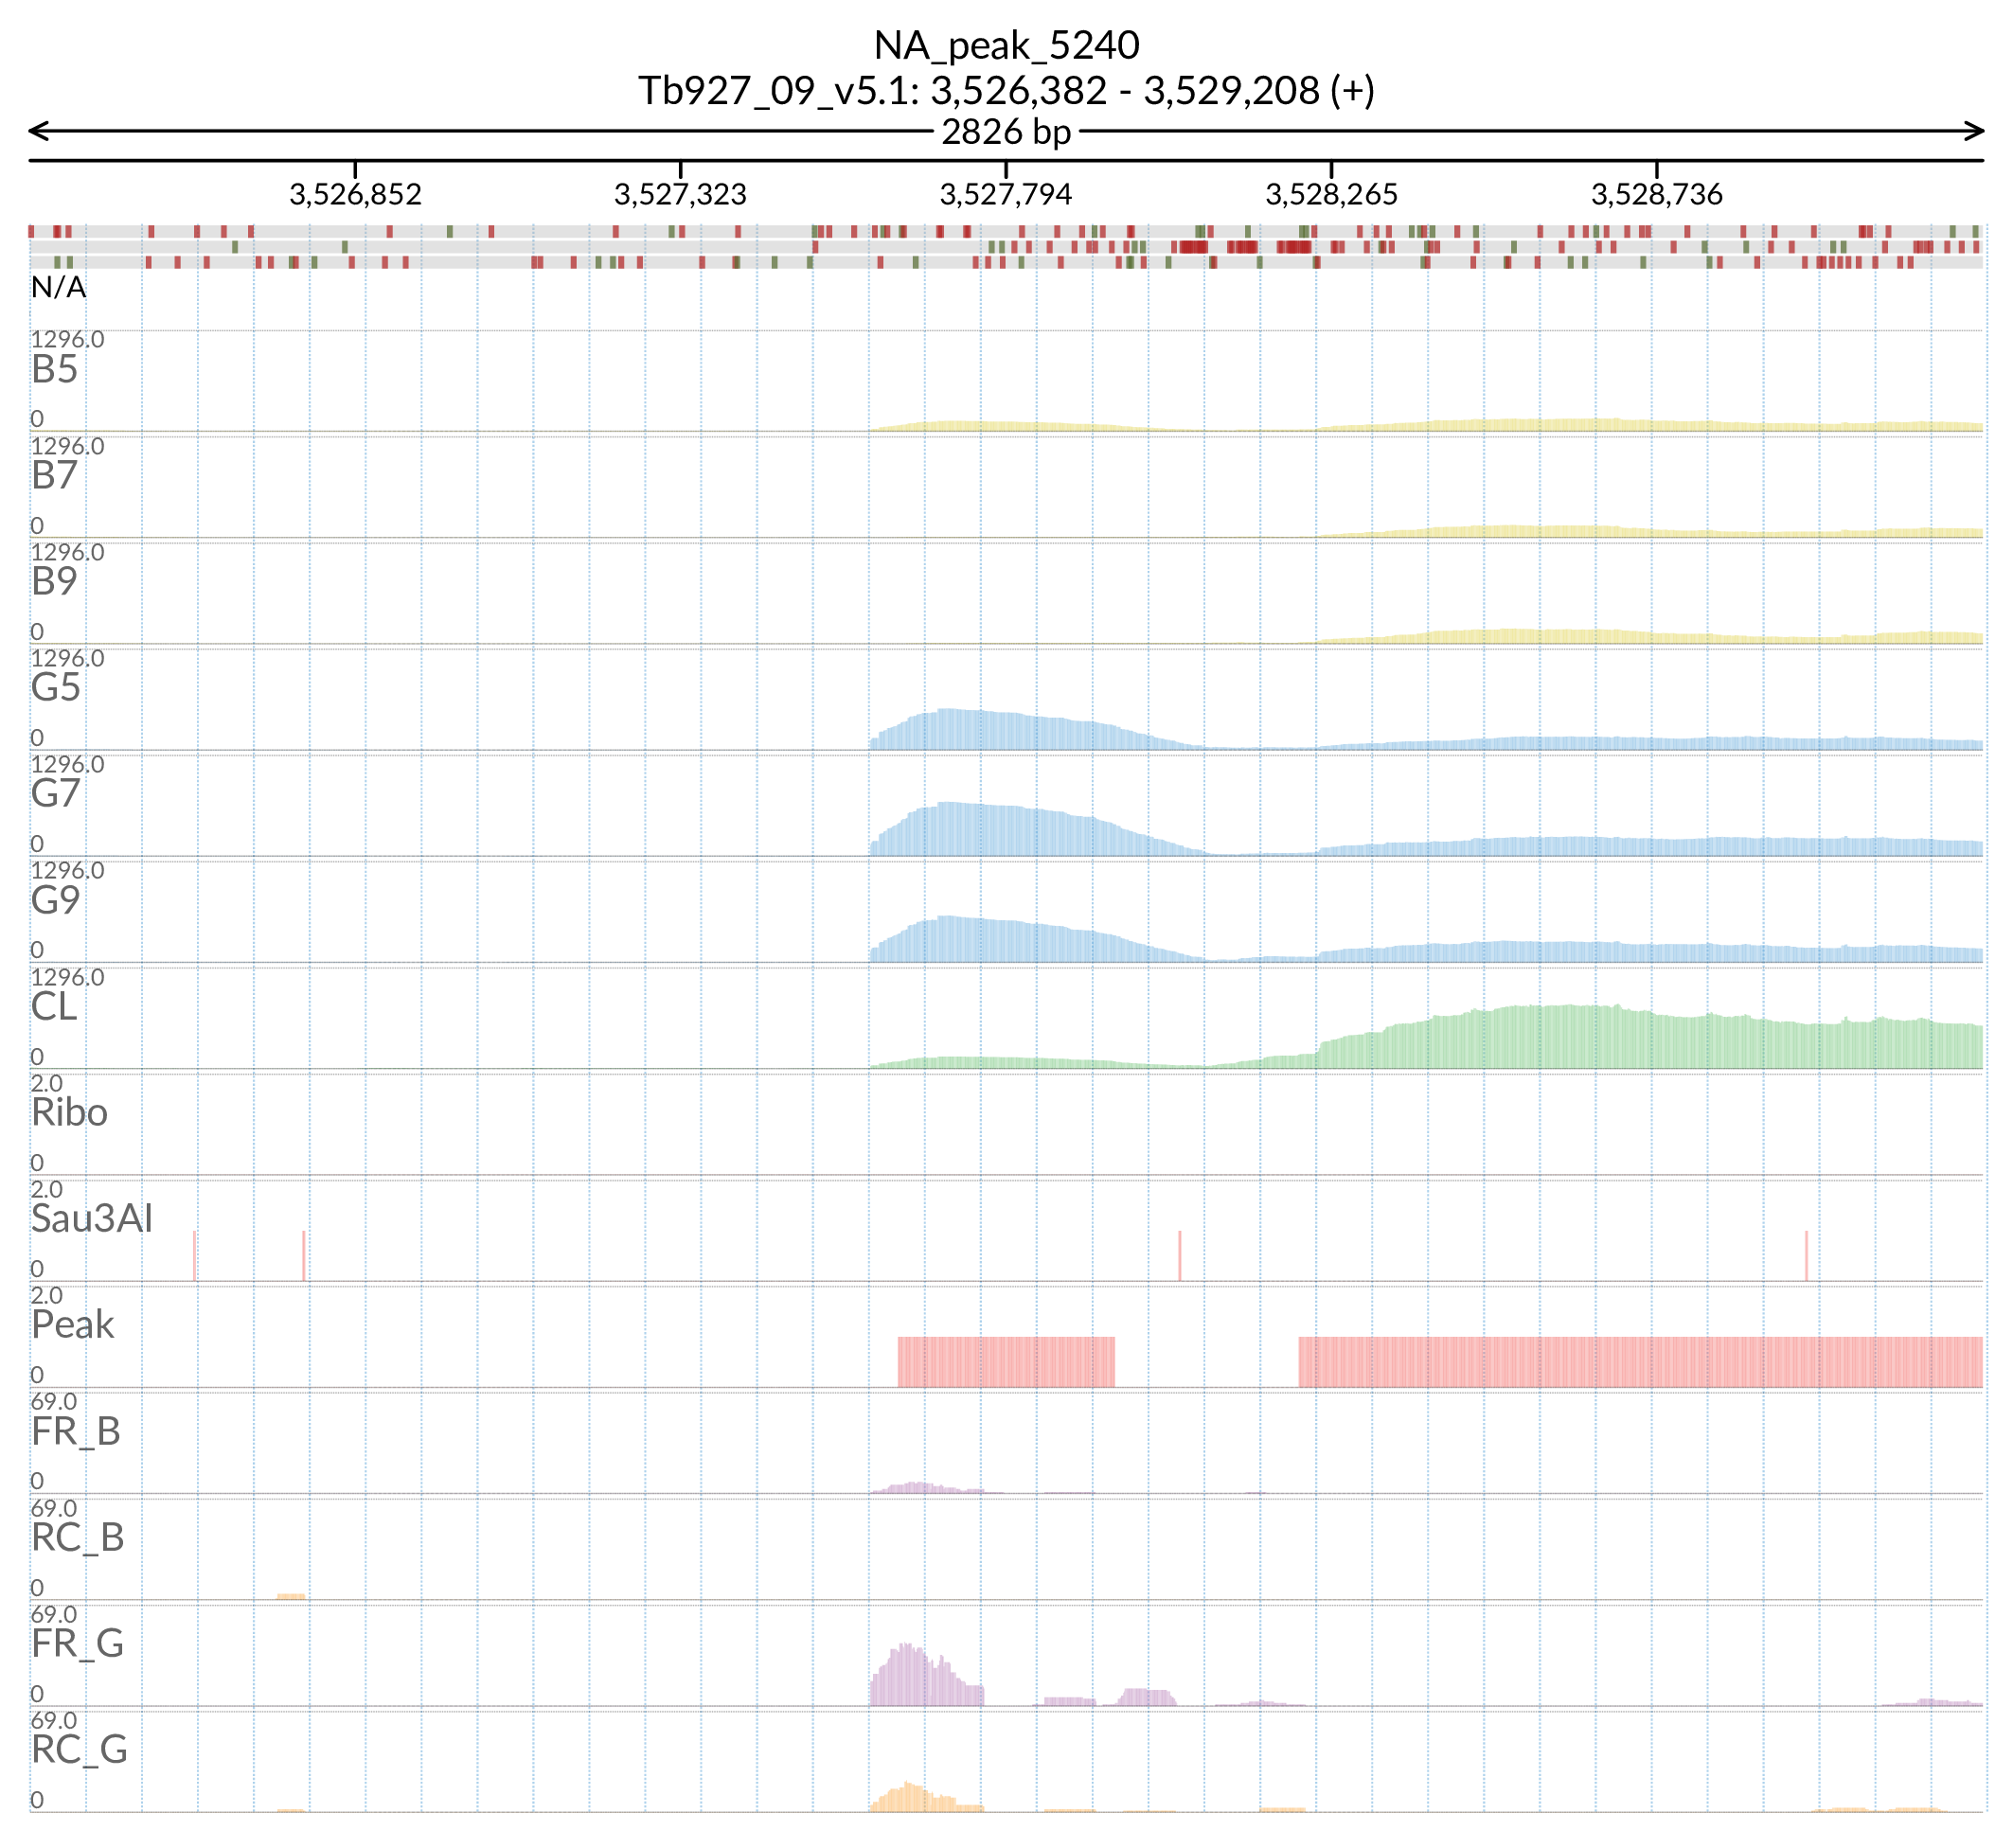 NA_peak_5240
Tb927_09_v5.1: 3,526,382 - 3,529,208 (+)
2826 bp
3,526,852 3,527,323 3,527,794 3,528,265 3,528,736
N/A
1296.0
B5
0
1296.0
B7
0
1296.0
B9
0
1296.0
G5
0
1296.0
G7
0
1296.0
G9
0
1296.0
CL
0
2.0
Ribo
0
2.0
Sau3AI
0
2.0
Peak
0
69.0
FR_B
0
69.0
RC_B
0
69.0
FR_G
0
69.0
RC_G
0